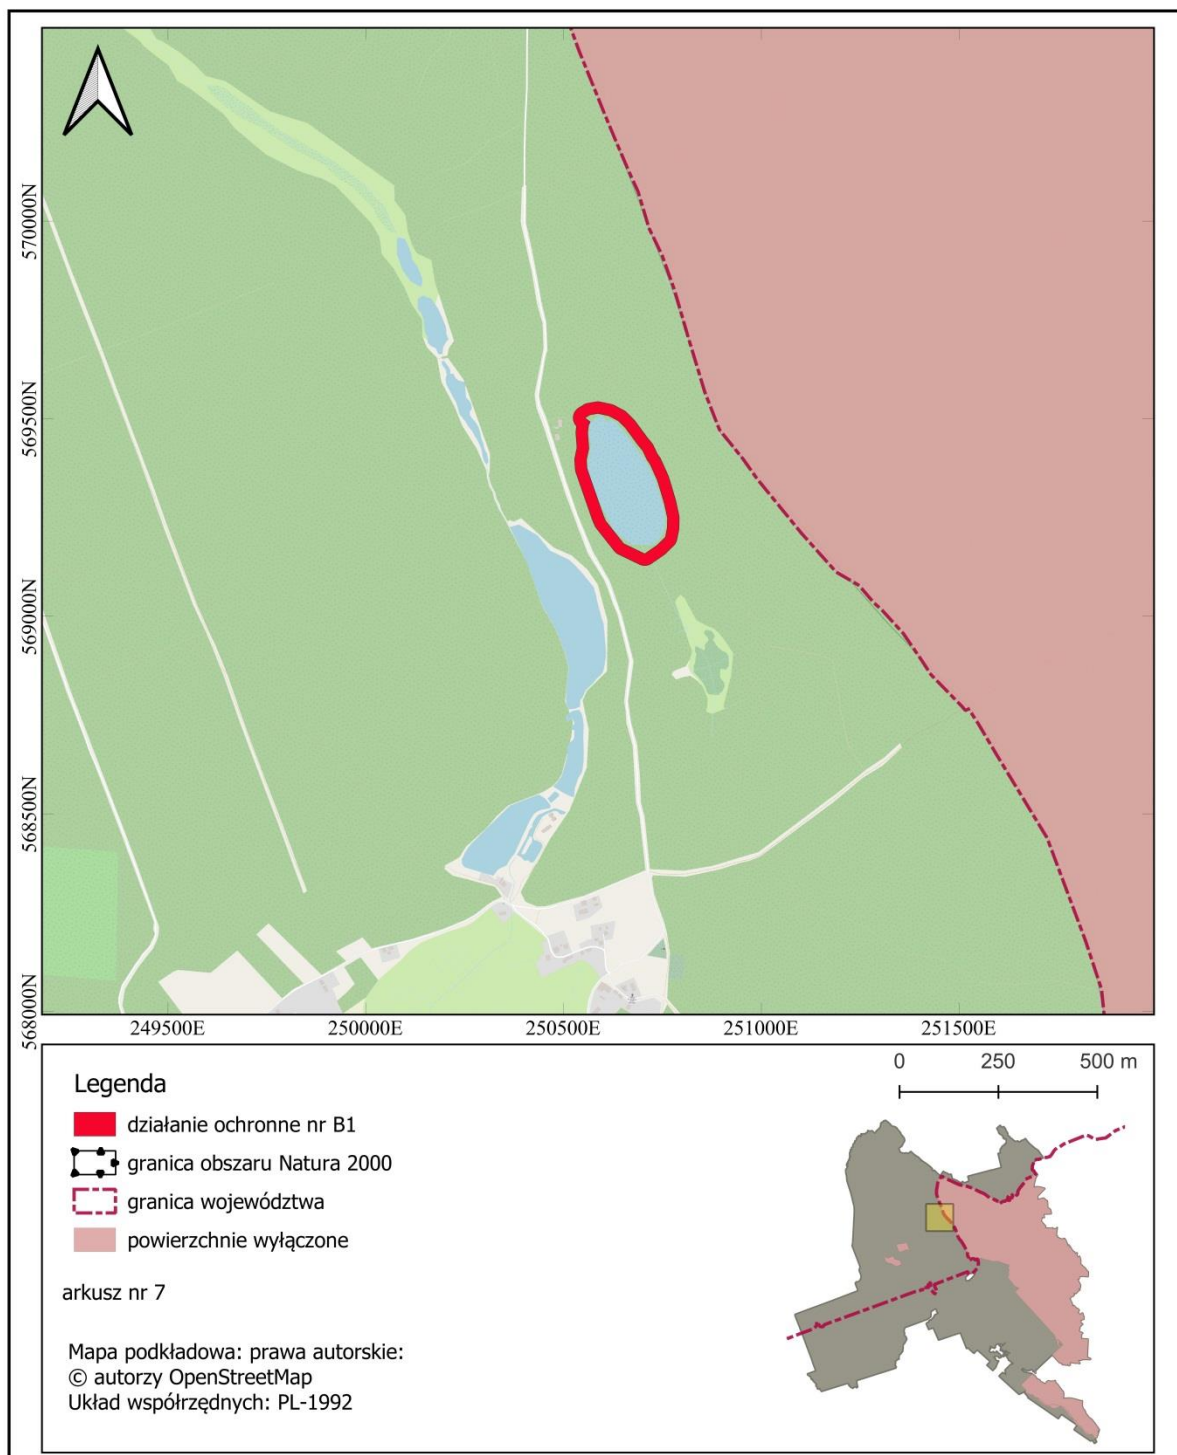 570000N
569500N
569000N
568500N
568000N
249500E
250000E
250500E
251000E
251500E
Legenda
działanie ochronne nr B1
granica obszaru Natura 2000
granica województwa
powierzchnie wyłączone
arkusz nr 7
Mapa podkładowa: prawa autorskie:
© autorzy OpenStreetMap
Układ współrzędnych: PL-1992
0 250 500 m